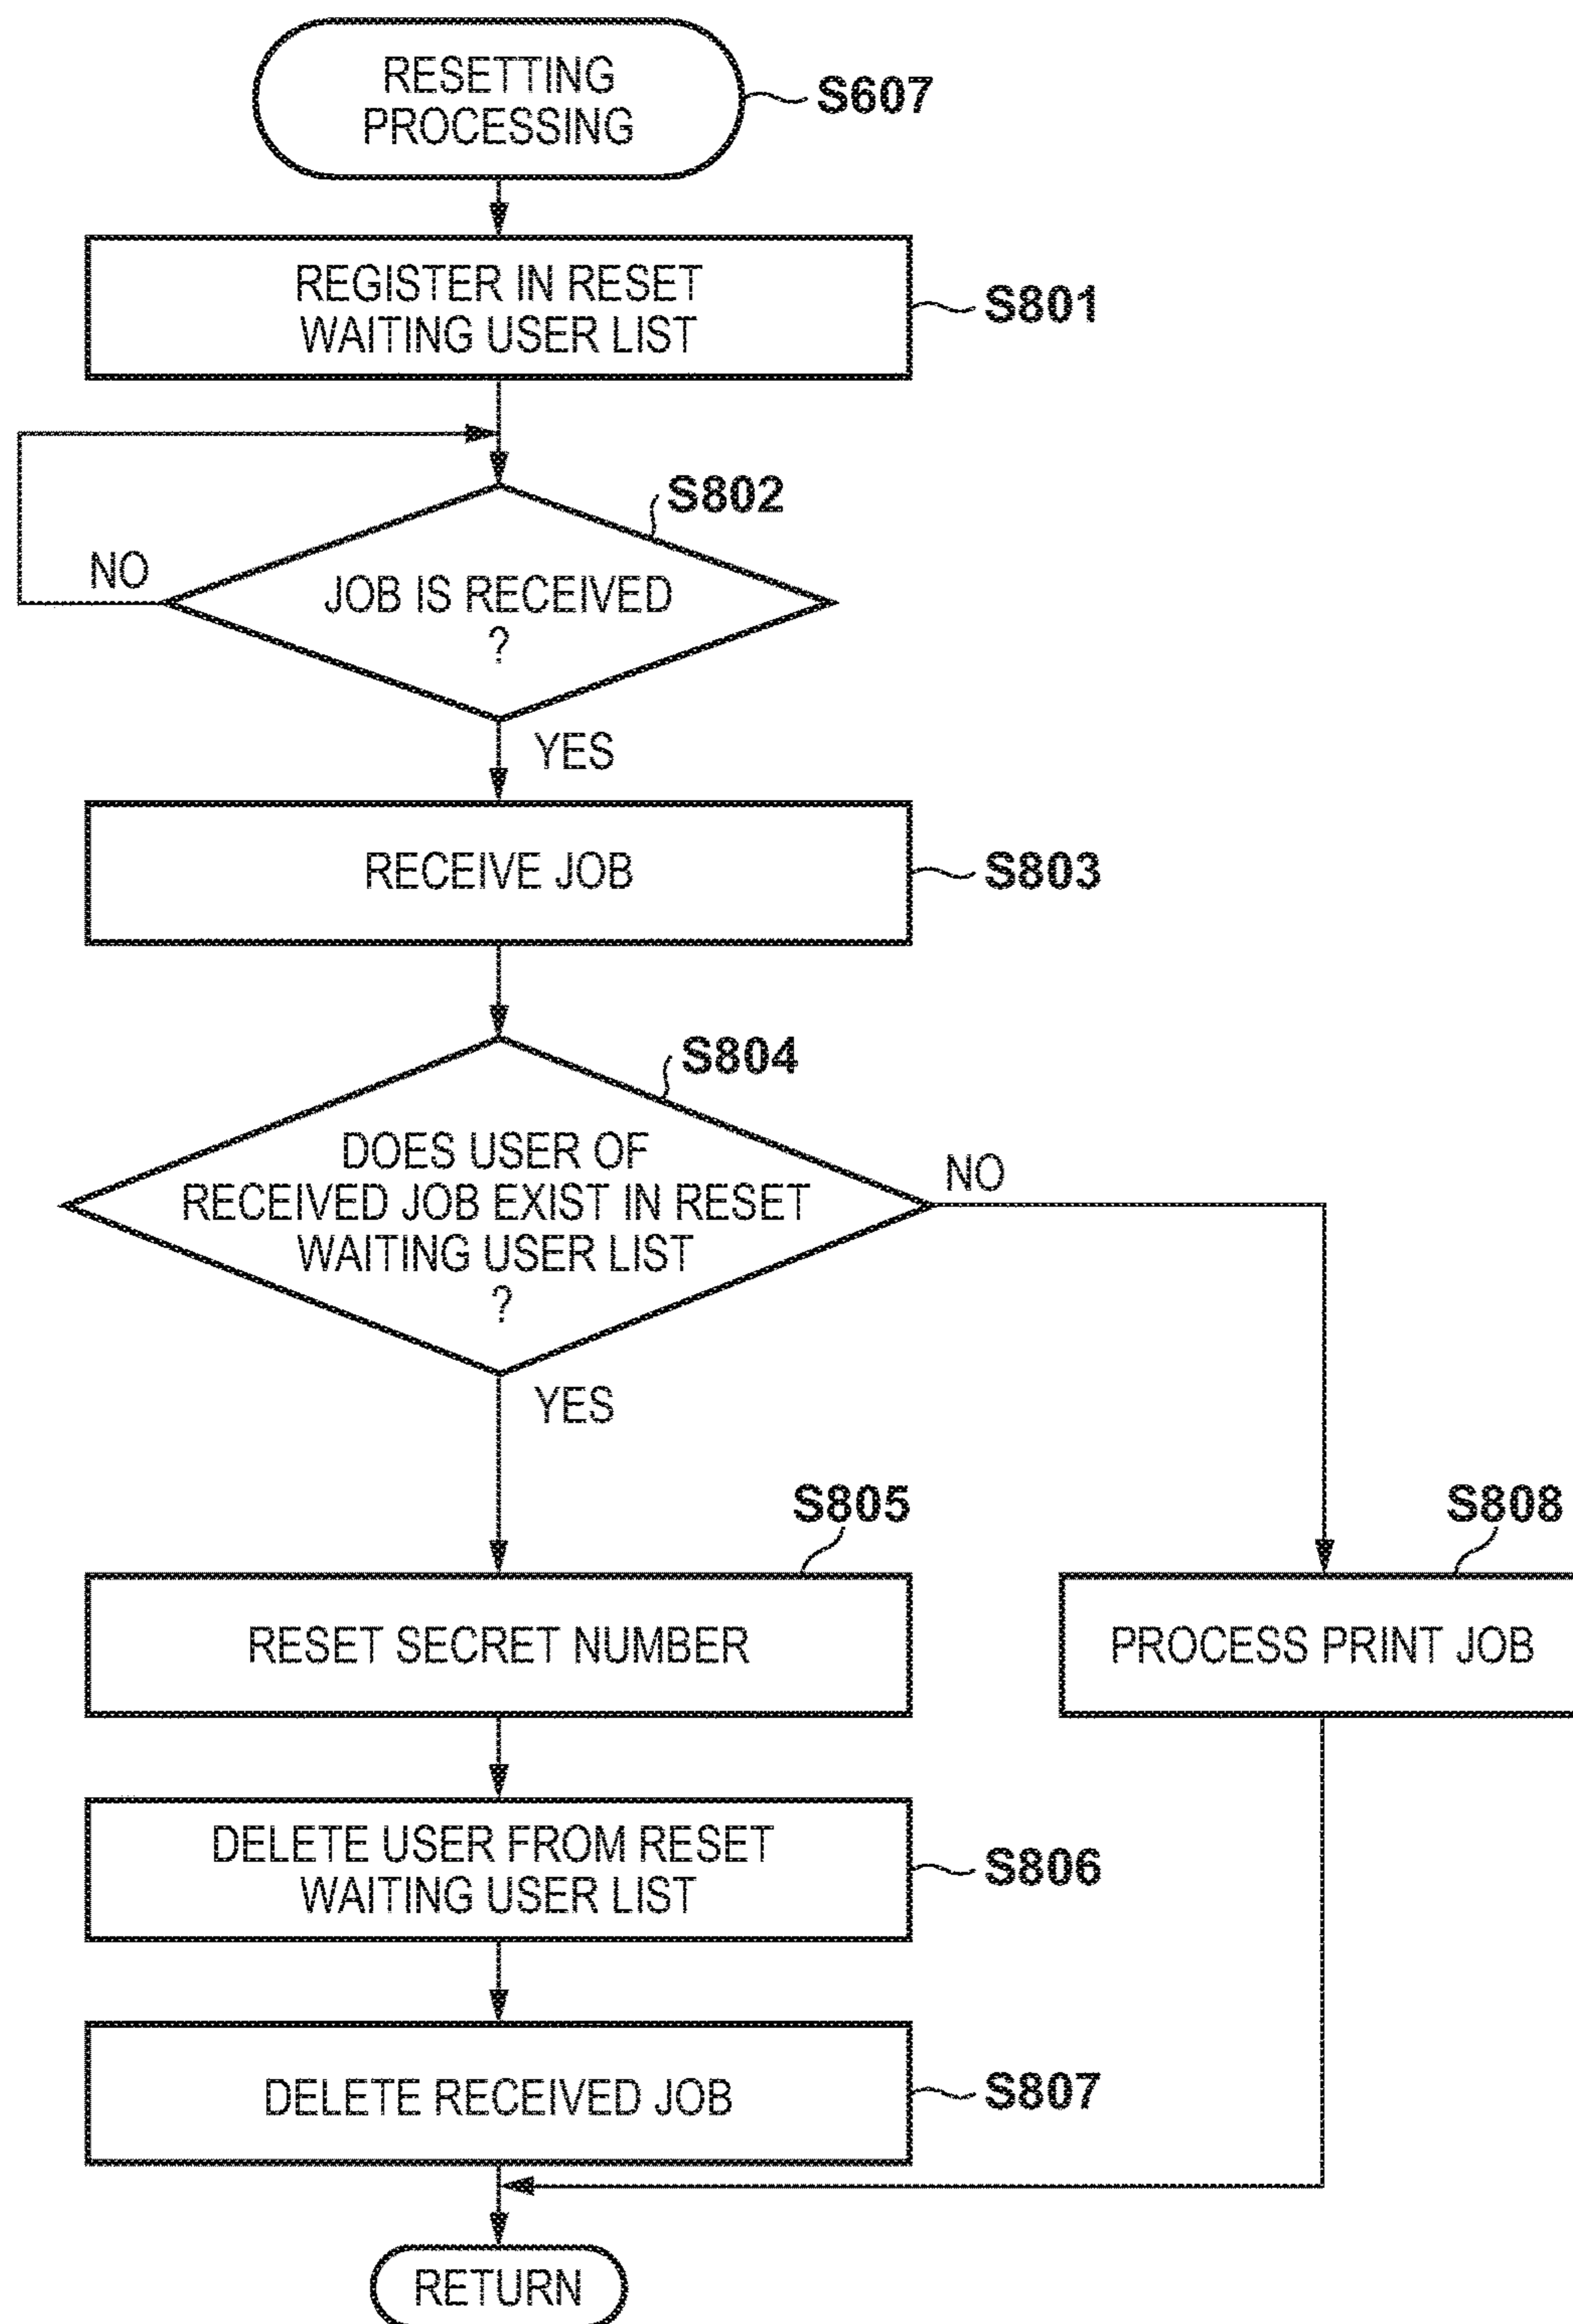 RESETTING
PROCESSING
S607
REGISTER IN RESET
WAITING USER LIST
S801
S802
NO
JOB IS RECEIVED
?
YES
RECEIVE JOB
S803
S804
DOES USER OF
RECEIVED JOB EXIST IN RESET
WAITING USER LIST
?
NO
YES
S805
S808
RESET SECRET NUMBER
PROCESS PRINT JOB
DELETE USER FROM RESET
WAITING USER LIST
S806
DELETE RECEIVED JOB
S807
RETURN